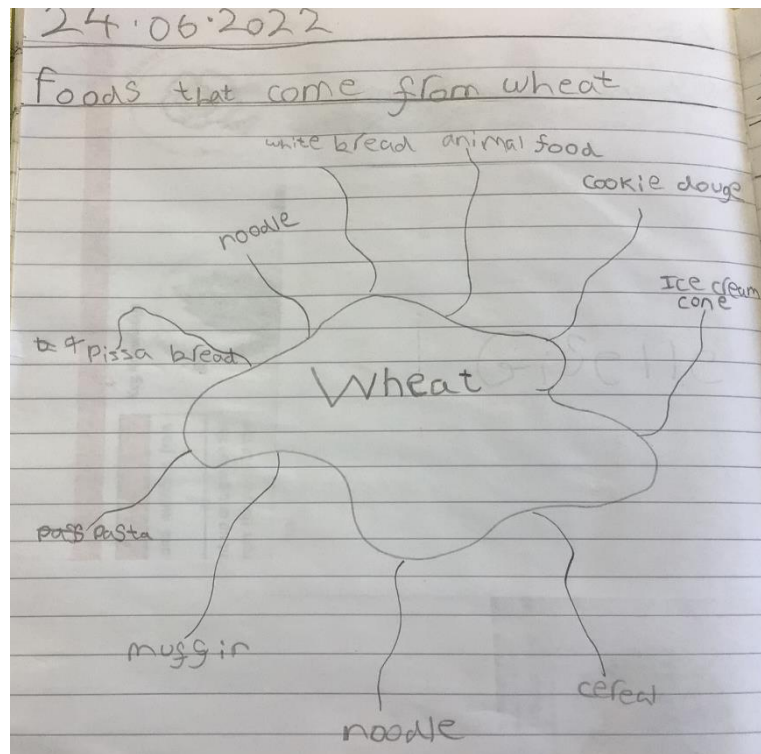 24.06.2022
Foods that come from wheat
white bread
animal food
cookie douge
noodle
Ice cream
cone
pissa bread
Wheat
pasta
muffin
cereal
noodle